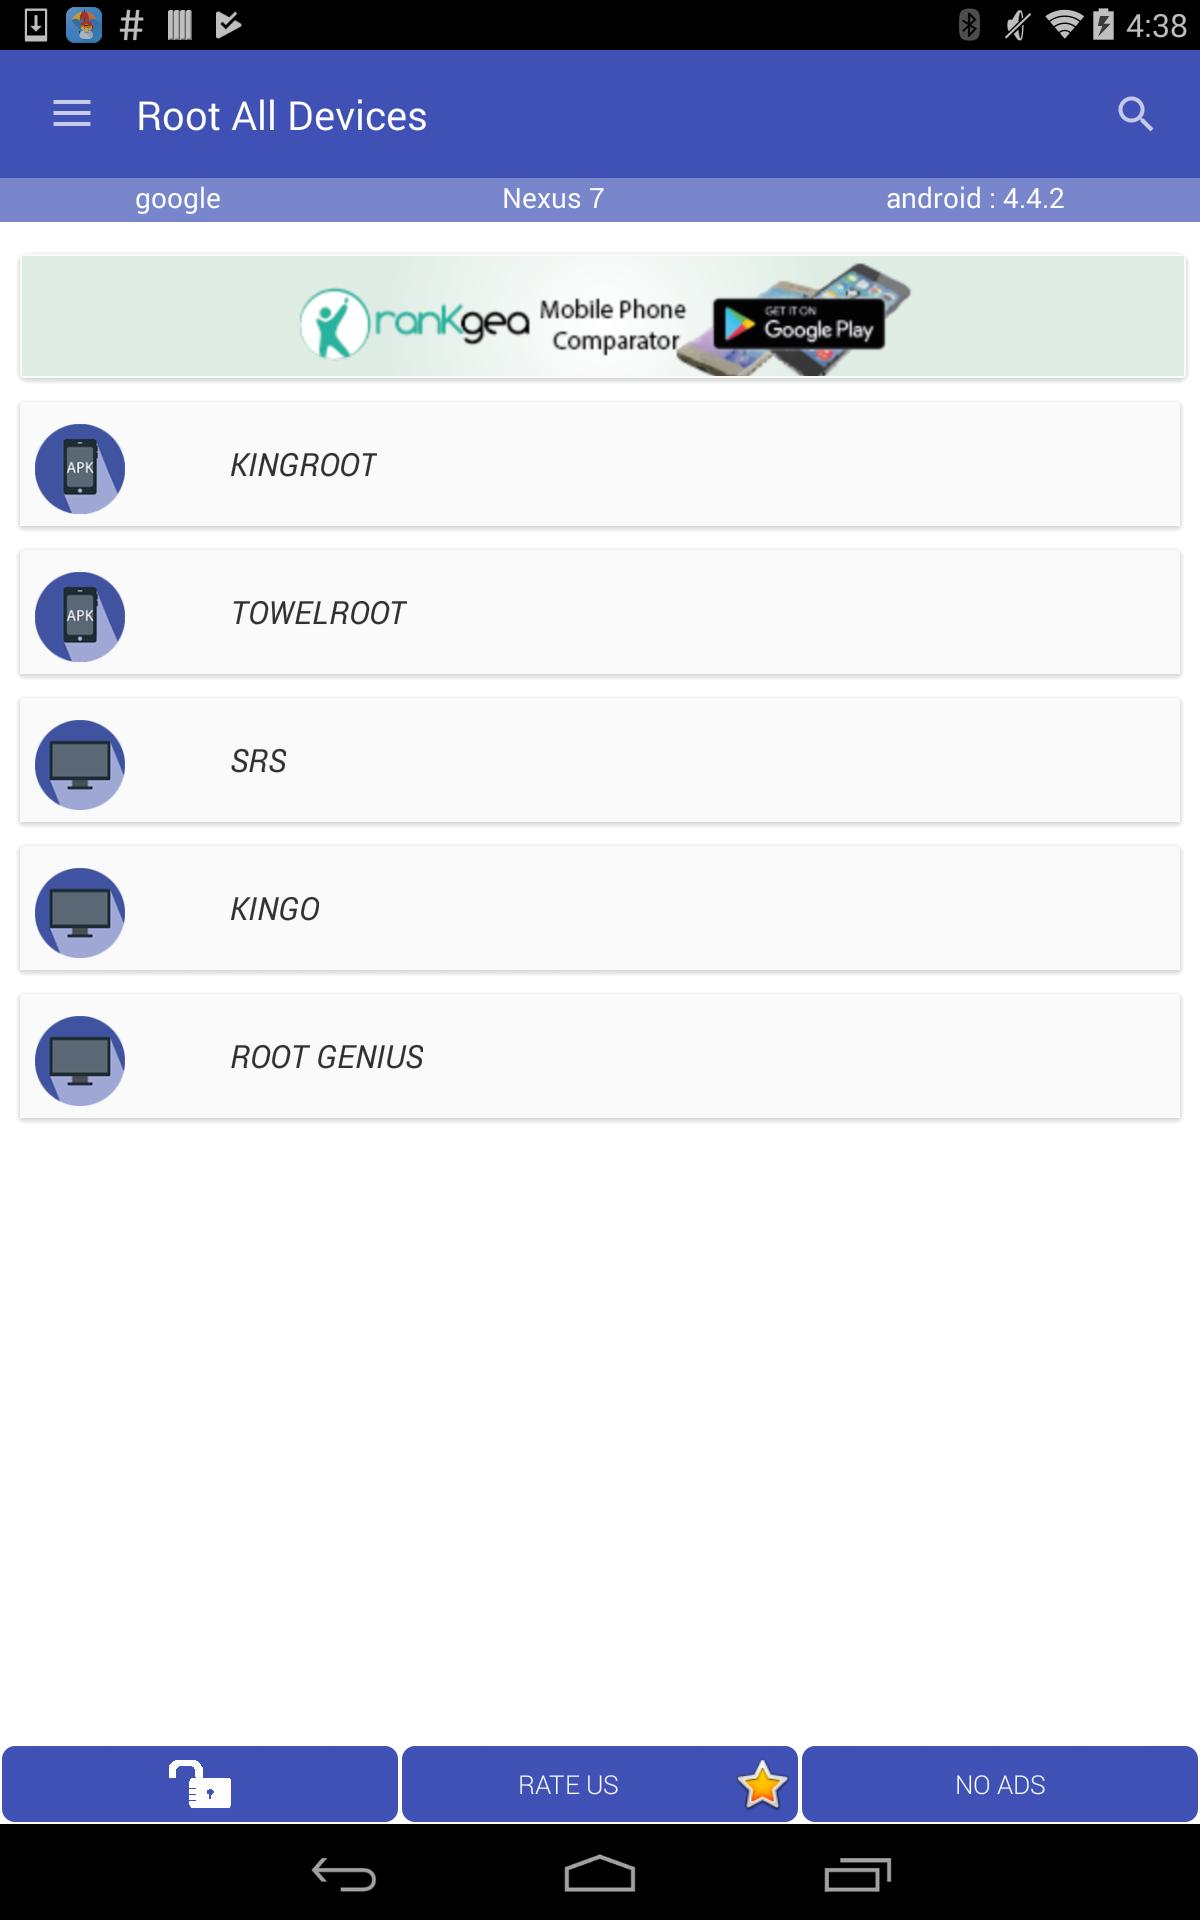 4:38
Root All Devices
google Nexus 7 android : 4.4.2
rankgea Mobile Phone Comparator GET IT ON Google Play
APK KINGROOT
APK TOWELROOT
SRS
KINGO
ROOT GENIUS
RATE US NO ADS